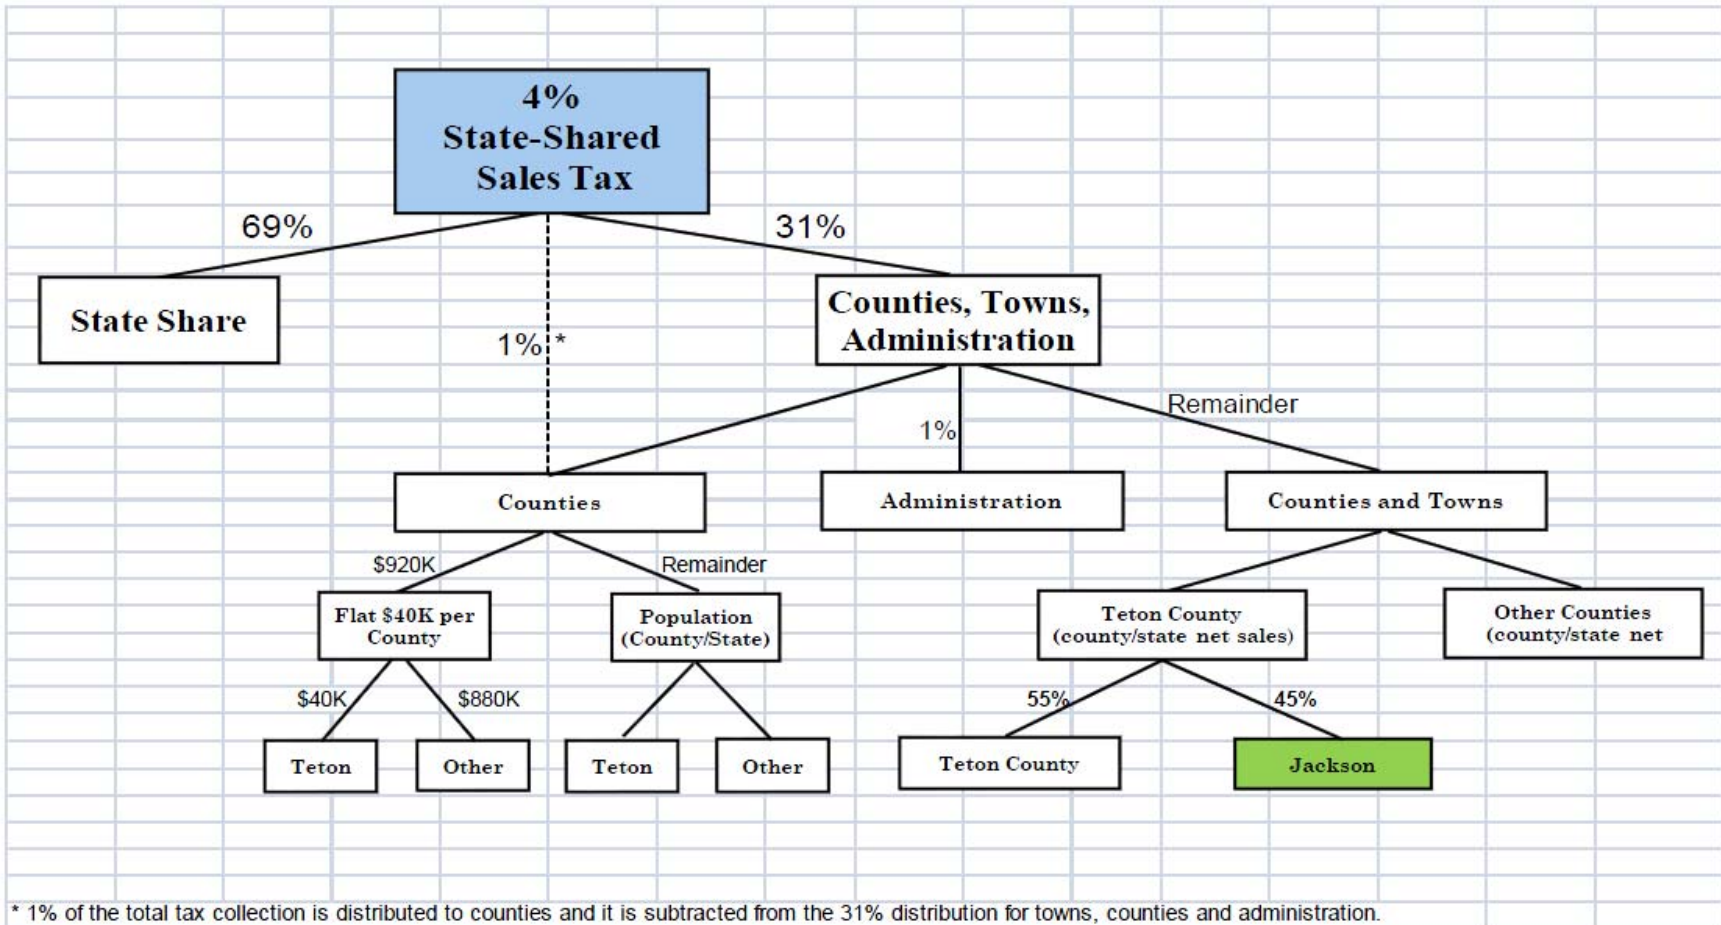 4%
State-Shared
Sales Tax
69%
31%
State Share
Counties, Towns,
Administration
1% *
Remainder
1%
Counties
Administration
Counties and Towns
$920K
Remainder
Flat $40K per
County
Population
(County/State)
Teton County
(county/state net sales)
Other Counties
(county/state net
$40K
$880K
55%
45%
Teton
Other
Teton
Other
Teton County
Jackson
* 1% of the total tax collection is distributed to counties and it is subtracted from the 31% distribution for towns, counties and administration.